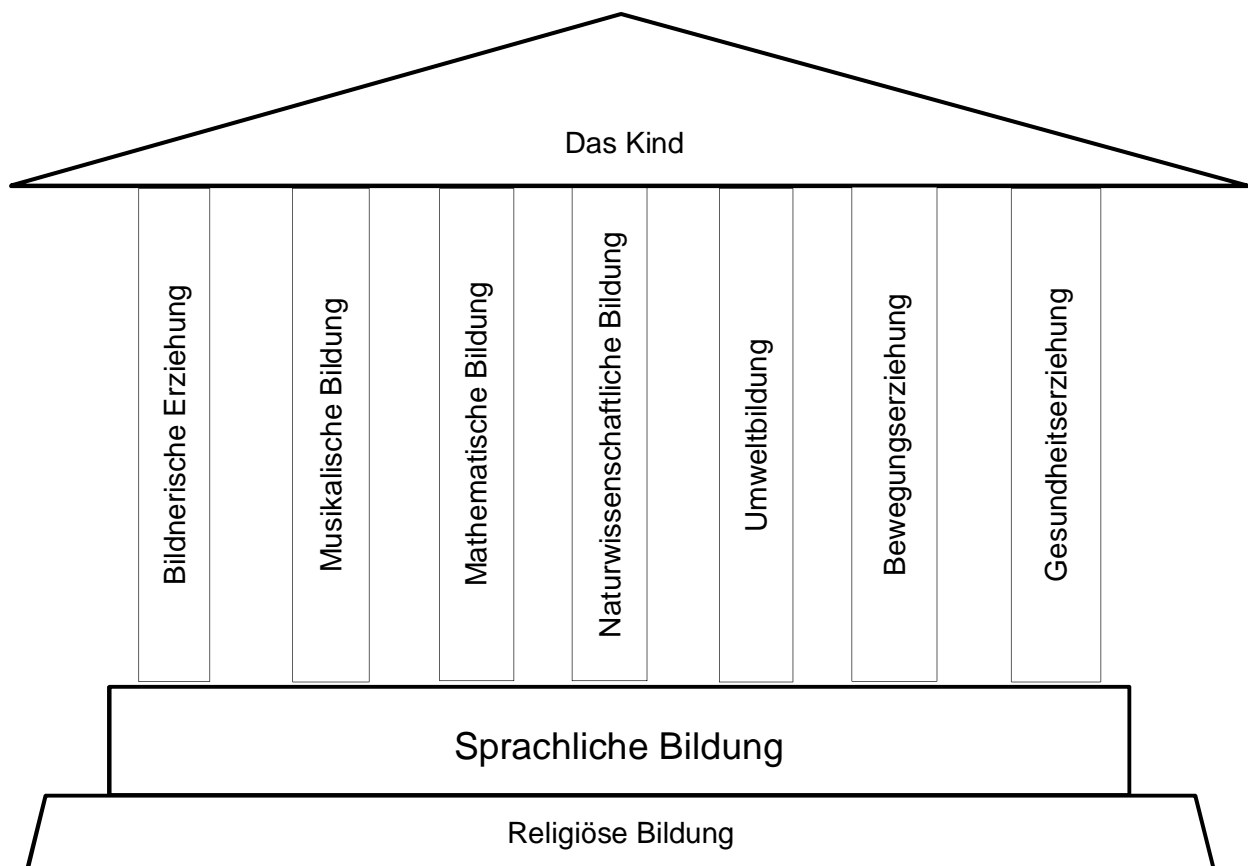 Das Kind
Bildnerische Erziehung
Musikalische Bildung
Mathematische Bildung
Naturwissenschaftliche Bildung
Umweltbildung
Bewegungserziehung
Gesundheitserziehung
Sprachliche Bildung
Religiöse Bildung